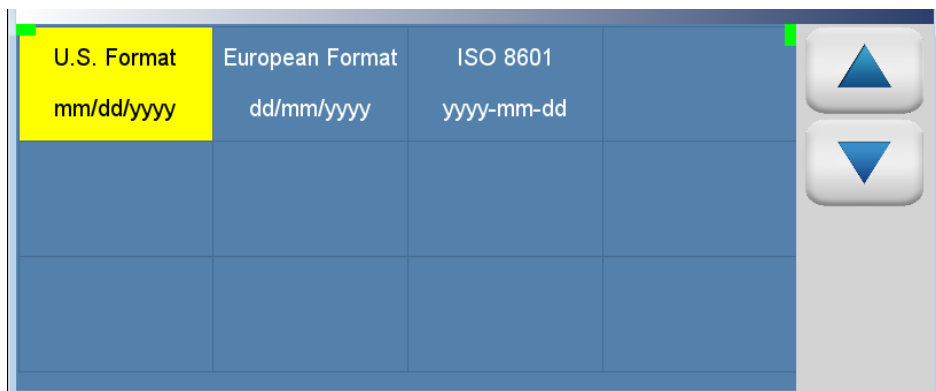 U.S. Format
mm/dd/yyyy
European Format
dd/mm/yyyy
ISO 8601
yyyy-mm-dd